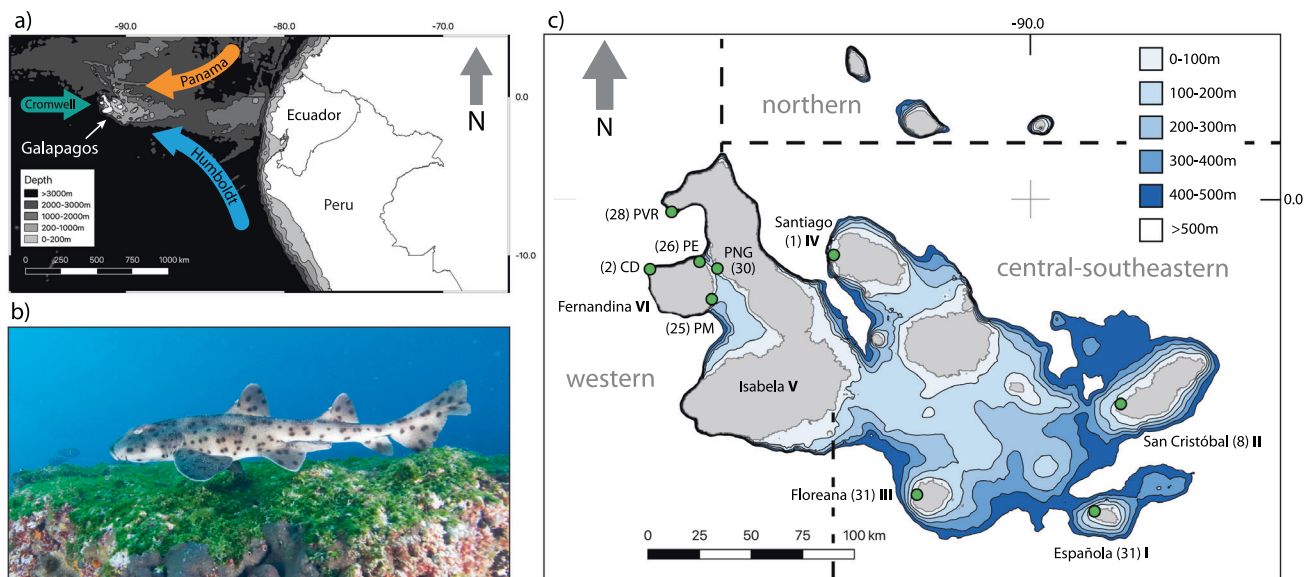 a)
-90.0
-80.0
-70.0
Panama
Cromwell
0.0
N
Ecuador
Galapagos
Humboldt
Peru
Depth
>3000m
2000-3000m
1000-2000m
200-1000m
0-200m
-10.0
0 250 500 750 1000 km
b)
c)
-90.0
0-100m
100-200m
200-300m
300-400m
400-500m
>500m
N
northern
0.0
(28) PVR
Santiago
(1) IV
(26) PE
PNG
(30)
(2) CD
central-southeastern
Fernandina VI
(25) PM
western
Isabela V
San Cristóbal (8) II
Floreana (31) III
Española (31) I
0 25 50 75 100 km